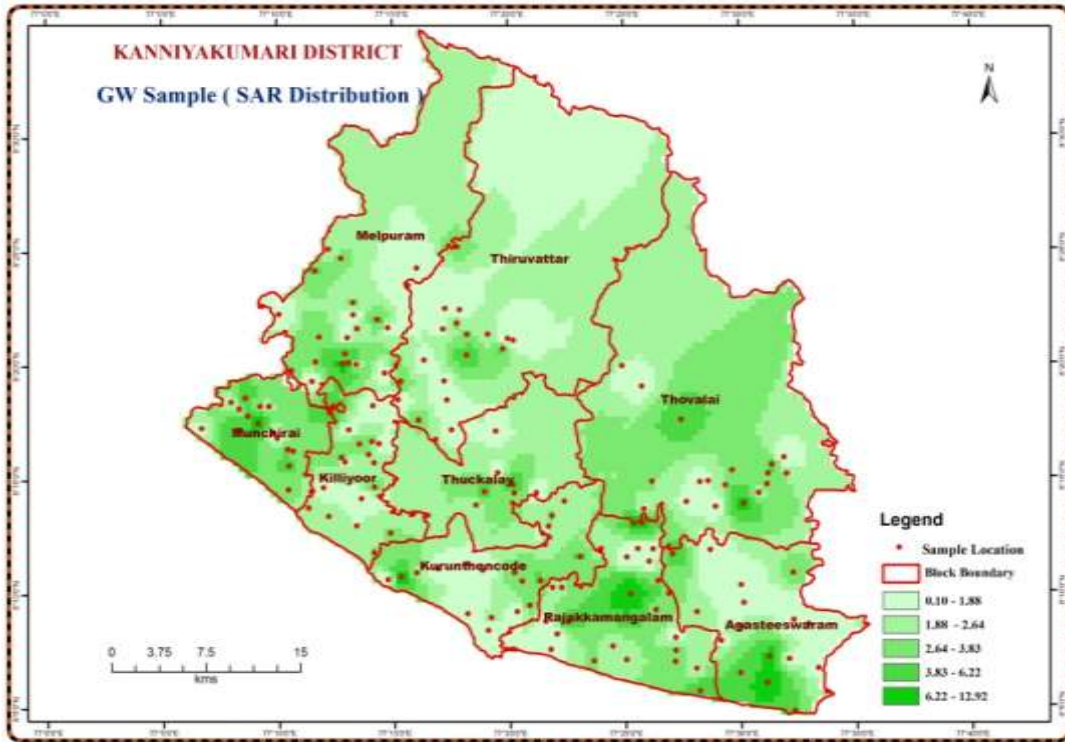 KANNIYAKUMARI DISTRICT
GW Sample ( SAR Distribution )
N
Melpuram
Thiruvattar
Thovalai
Munchirai
Killiyoor
Thuckalay
Kurunthencode
Rajakkamangalam
Agasteeswaram
0 3.75 7.5 15
kms
Legend
Sample Location
Block Boundary
0.10 - 1.88
1.88 - 2.64
2.64 - 3.83
3.83 - 6.22
6.22 - 12.92